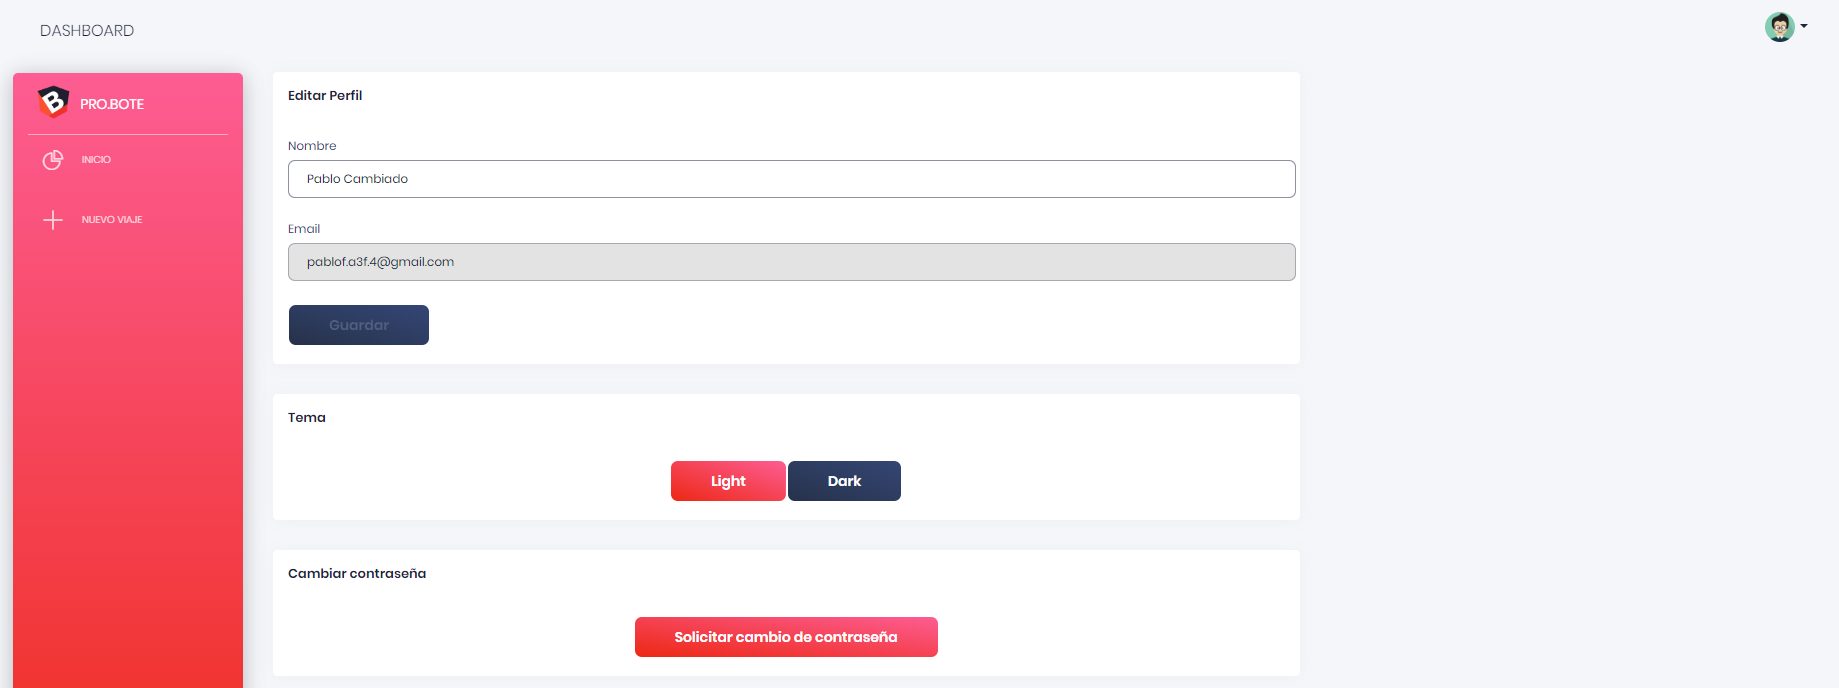 DASHBOARD
PRO.BOTE
INICIO
NUEVO VIAJE
Editar Perfil
Nombre
Pablo Cambiado
Email
pablof.a3f.4@gmail.com
Guardar
Tema
Light
Dark
Cambiar contraseña
Solicitar cambio de contraseña